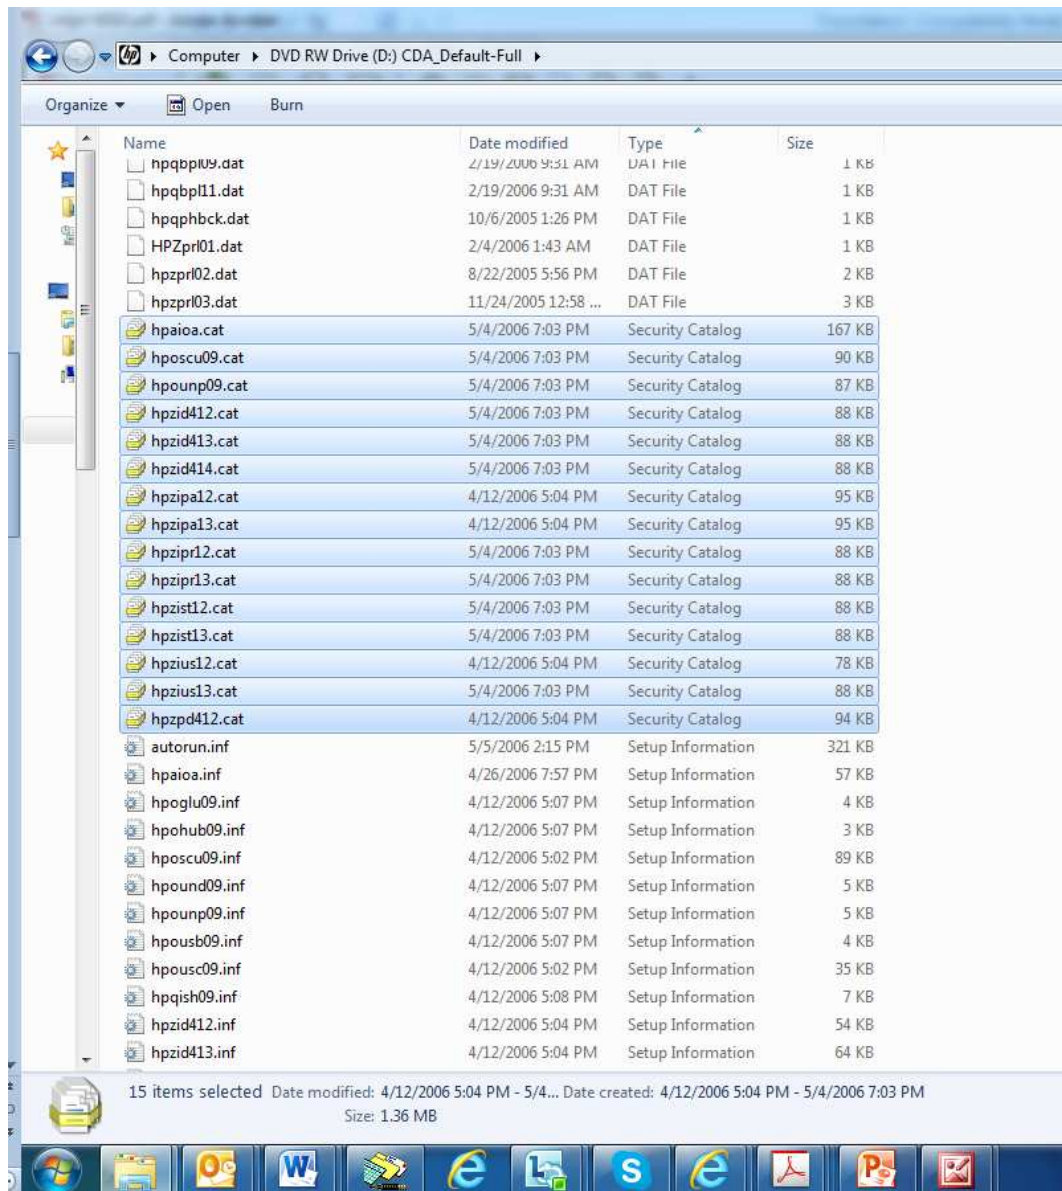 Computer ▸ DVD RW Drive (D:) CDA_Default-Full ▸
Organize ▾ Open Burn
Name Date modified Type Size
hpqbpl09.dat 2/19/2006 9:31 AM DAT File 1 KB
hpqbpl11.dat 2/19/2006 9:31 AM DAT File 1 KB
hpqphbck.dat 10/6/2005 1:26 PM DAT File 1 KB
HPZprl01.dat 2/4/2006 1:43 AM DAT File 1 KB
hpzprl02.dat 8/22/2005 5:56 PM DAT File 2 KB
hpzprl03.dat 11/24/2005 12:58 ... DAT File 3 KB
hpaioa.cat 5/4/2006 7:03 PM Security Catalog 167 KB
hposcu09.cat 5/4/2006 7:03 PM Security Catalog 90 KB
hpounp09.cat 5/4/2006 7:03 PM Security Catalog 87 KB
hpzid412.cat 5/4/2006 7:03 PM Security Catalog 88 KB
hpzid413.cat 5/4/2006 7:03 PM Security Catalog 88 KB
hpzid414.cat 5/4/2006 7:03 PM Security Catalog 88 KB
hpzipa12.cat 4/12/2006 5:04 PM Security Catalog 95 KB
hpzipa13.cat 4/12/2006 5:04 PM Security Catalog 95 KB
hpzipr12.cat 5/4/2006 7:03 PM Security Catalog 88 KB
hpzipr13.cat 5/4/2006 7:03 PM Security Catalog 88 KB
hpzist12.cat 5/4/2006 7:03 PM Security Catalog 88 KB
hpzist13.cat 5/4/2006 7:03 PM Security Catalog 88 KB
hpzius12.cat 4/12/2006 5:04 PM Security Catalog 78 KB
hpzius13.cat 5/4/2006 7:03 PM Security Catalog 88 KB
hpzpd412.cat 4/12/2006 5:04 PM Security Catalog 94 KB
autorun.inf 5/5/2006 2:15 PM Setup Information 321 KB
hpaioa.inf 4/26/2006 7:57 PM Setup Information 57 KB
hpoglu09.inf 4/12/2006 5:07 PM Setup Information 4 KB
hpohub09.inf 4/12/2006 5:07 PM Setup Information 3 KB
hposcu09.inf 4/12/2006 5:02 PM Setup Information 89 KB
hpound09.inf 4/12/2006 5:07 PM Setup Information 5 KB
hpounp09.inf 4/12/2006 5:07 PM Setup Information 5 KB
hpousb09.inf 4/12/2006 5:07 PM Setup Information 4 KB
hpousc09.inf 4/12/2006 5:02 PM Setup Information 35 KB
hpqish09.inf 4/12/2006 5:08 PM Setup Information 7 KB
hpzid412.inf 4/12/2006 5:04 PM Setup Information 54 KB
hpzid413.inf 4/12/2006 5:04 PM Setup Information 64 KB
15 items selected Date modified: 4/12/2006 5:04 PM - 5/4... Date created: 4/12/2006 5:04 PM - 5/4/2006 7:03 PM
Size: 1.36 MB